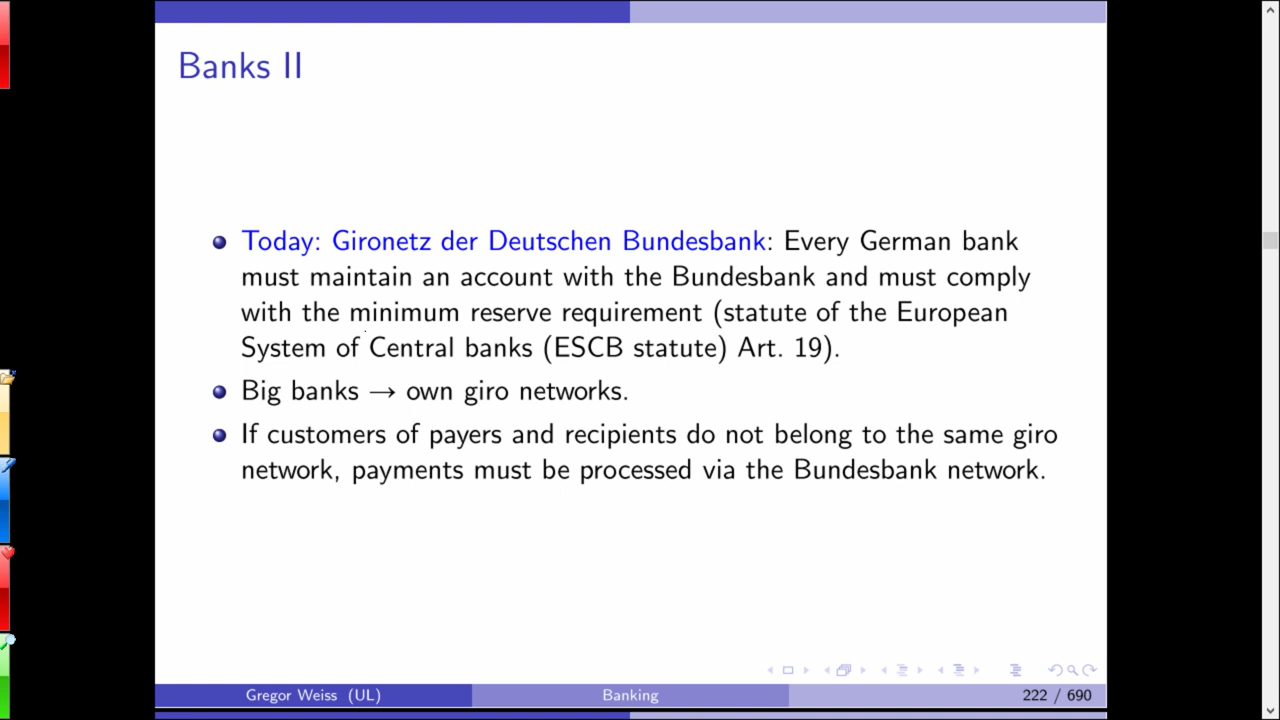 Banks II
Today: Gironetz der Deutschen Bundesbank: Every German bank
must maintain an account with the Bundesbank and must comply
with the minimum reserve requirement (statute of the European
System of Central banks (ESCB statute) Art. 19).
Big banks → own giro networks.
If customers of payers and recipients do not belong to the same giro
network, payments must be processed via the Bundesbank network.
Gregor Weiss (UL) Banking 222 / 690